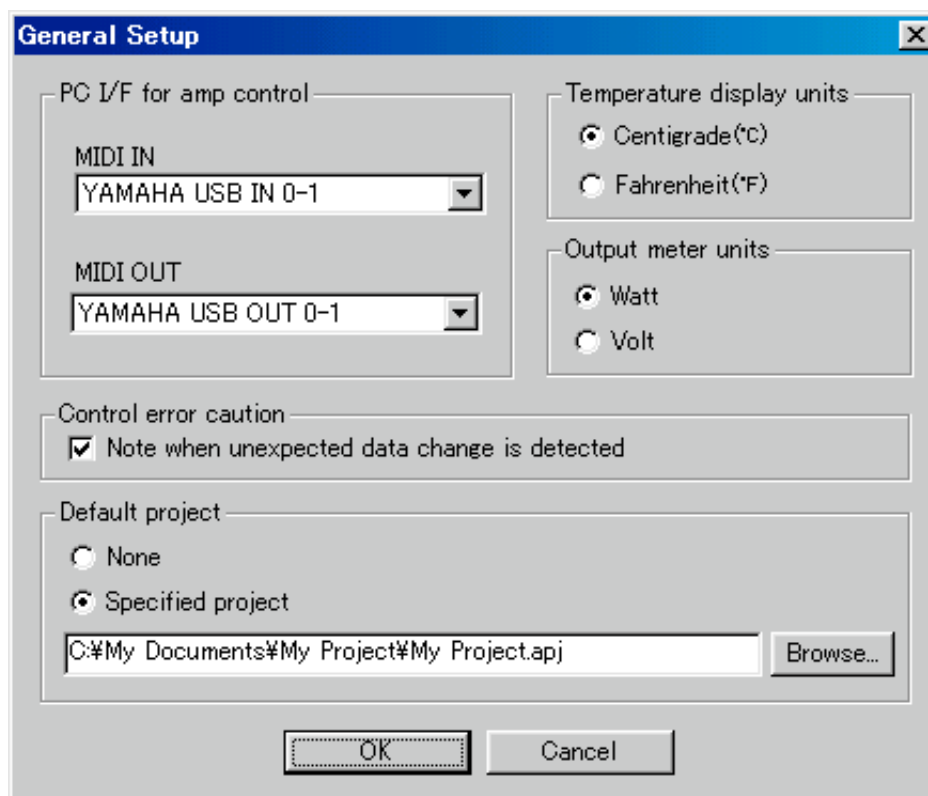 General Setup
PC I/F for amp control
MIDI IN
YAMAHA USB IN 0-1
MIDI OUT
YAMAHA USB OUT 0-1
Temperature display units
Centigrade(℃)
Fahrenheit(℉)
Output meter units
Watt
Volt
Control error caution
Note when unexpected data change is detected
Default project
None
Specified project
C:¥My Documents¥My Project¥My Project.apj
Browse...
OK
Cancel